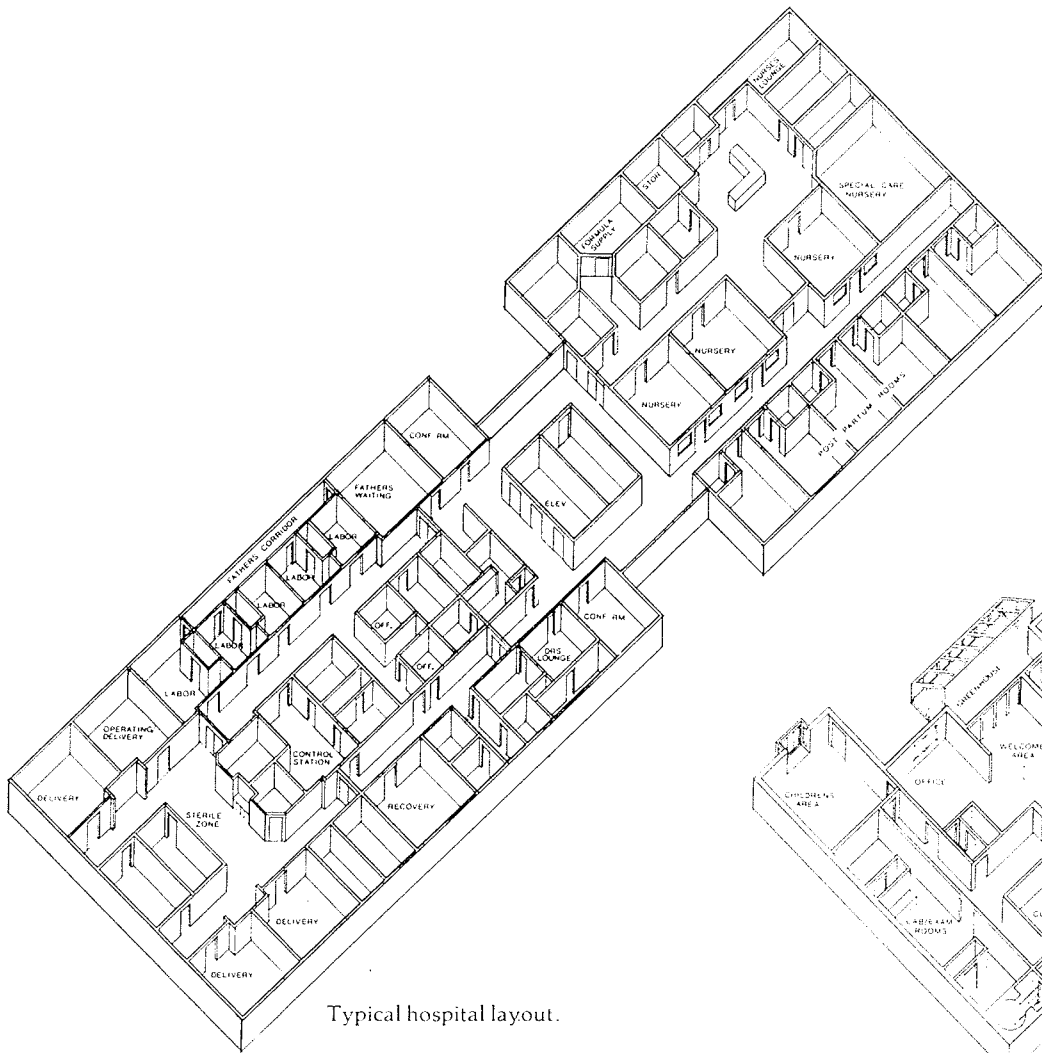 NURSES
LOUNGE
STOR
SPECIAL CARE
NURSERY
FORMULA
SUPPLY
NURSERY
NURSERY
NURSERY
POST PARTUM ROOMS
CONF RM
FATHERS
WAITING
ELEV
FATHERS CORRIDOR
LABOR
LABOR
LABOR
LABOR
LABOR
OFF.
OFF.
CONF RM
DRS
LOUNGE
OPERATING
DELIVERY
CONTROL
STATION
DELIVERY
STERILE
ZONE
RECOVERY
DELIVERY
DELIVERY
Typical hospital layout.
GREENHOUSE
WELCOME
AREA
OFFICE
CHILDRENS
AREA
LAB/EXAM
ROOMS